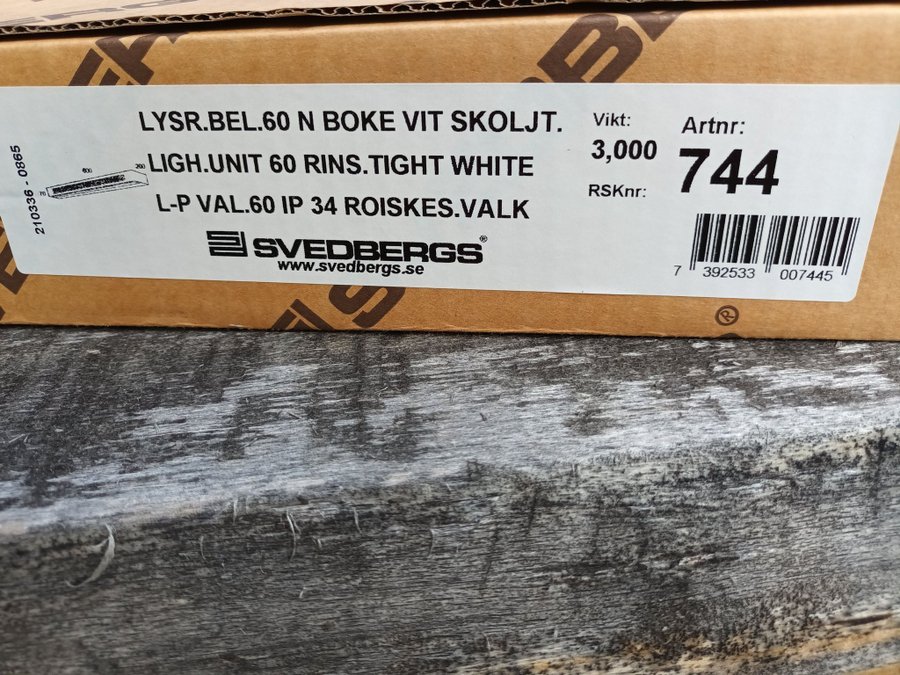 LYSR.BEL.60 N BOKE VIT SKOLJT.
LIGH.UNIT 60 RINS.TIGHT WHITE
L-P VAL.60 IP 34 ROISKES.VALK
SVEDBERGS®
www.svedbergs.se
Vikt:
3,000
RSKnr:
Artnr:
744
7 392533 007445
210336 - 0865
600